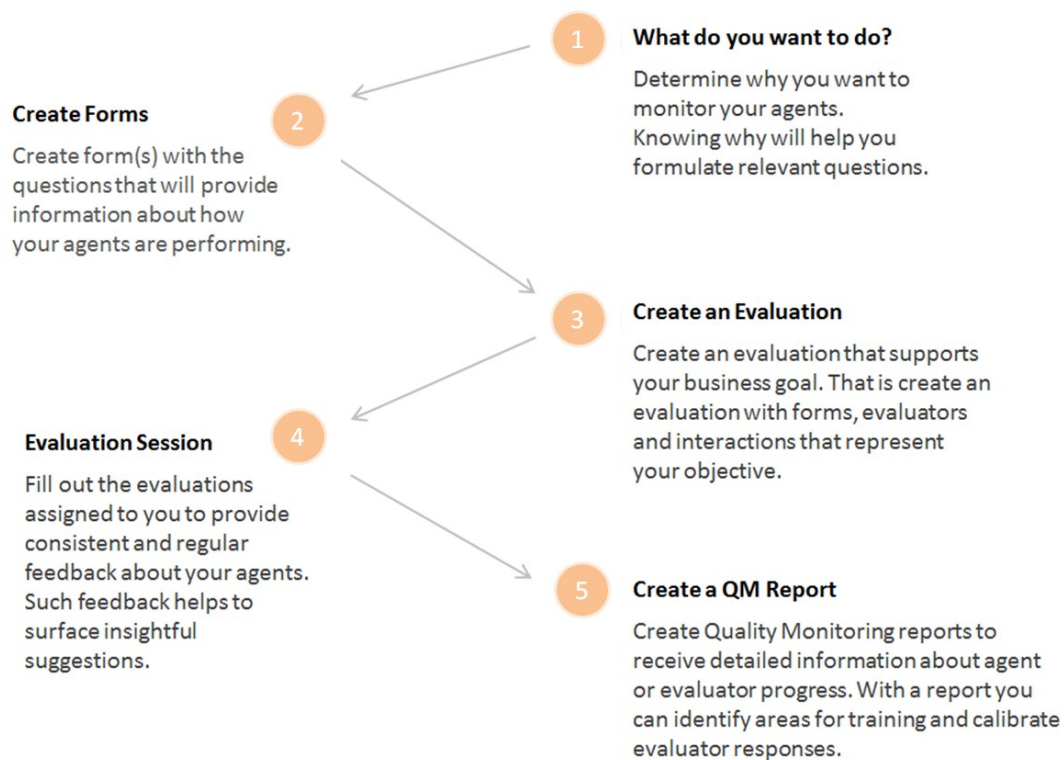 1
What do you want to do?
Determine why you want to
monitor your agents.
Knowing why will help you
formulate relevant questions.
2
Create Forms
Create form(s) with the
questions that will provide
information about how
your agents are performing.
3
Create an Evaluation
Create an evaluation that supports
your business goal. That is create an
evaluation with forms, evaluators
and interactions that represent
your objective.
4
Evaluation Session
Fill out the evaluations
assigned to you to provide
consistent and regular
feedback about your agents.
Such feedback helps to
surface insightful
suggestions.
5
Create a QM Report
Create Quality Monitoring reports to
receive detailed information about agent
or evaluator progress. With a report you
can identify areas for training and calibrate
evaluator responses.